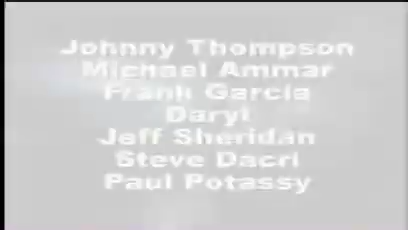 Johnny Thompson
Michael Ammar
Frank Garcia
Daryl
Jeff Sheridan
Steve Dacri
Paul Potassy